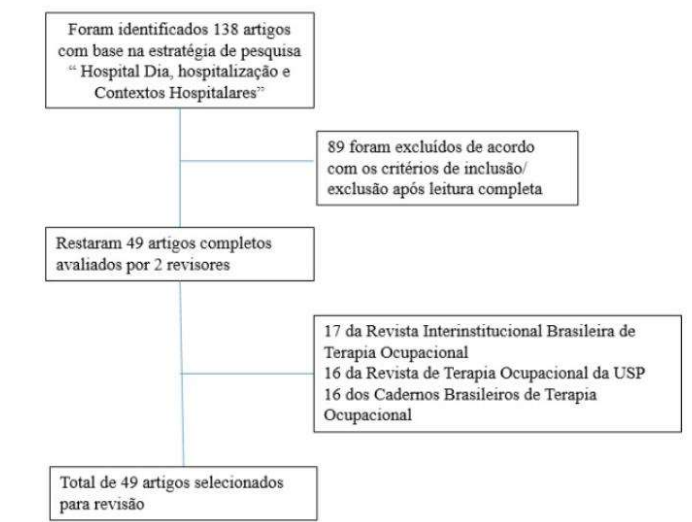 Foram identificados 138 artigos
com base na estratégia de pesquisa
“ Hospital Dia, hospitalização e
Contextos Hospitalares”
89 foram excluídos de acordo
com os critérios de inclusão/
exclusão após leitura completa
Restaram 49 artigos completos
avaliados por 2 revisores
17 da Revista Interinstitucional Brasileira de
Terapia Ocupacional
16 da Revista de Terapia Ocupacional da USP
16 dos Cadernos Brasileiros de Terapia
Ocupacional
Total de 49 artigos selecionados
para revisão